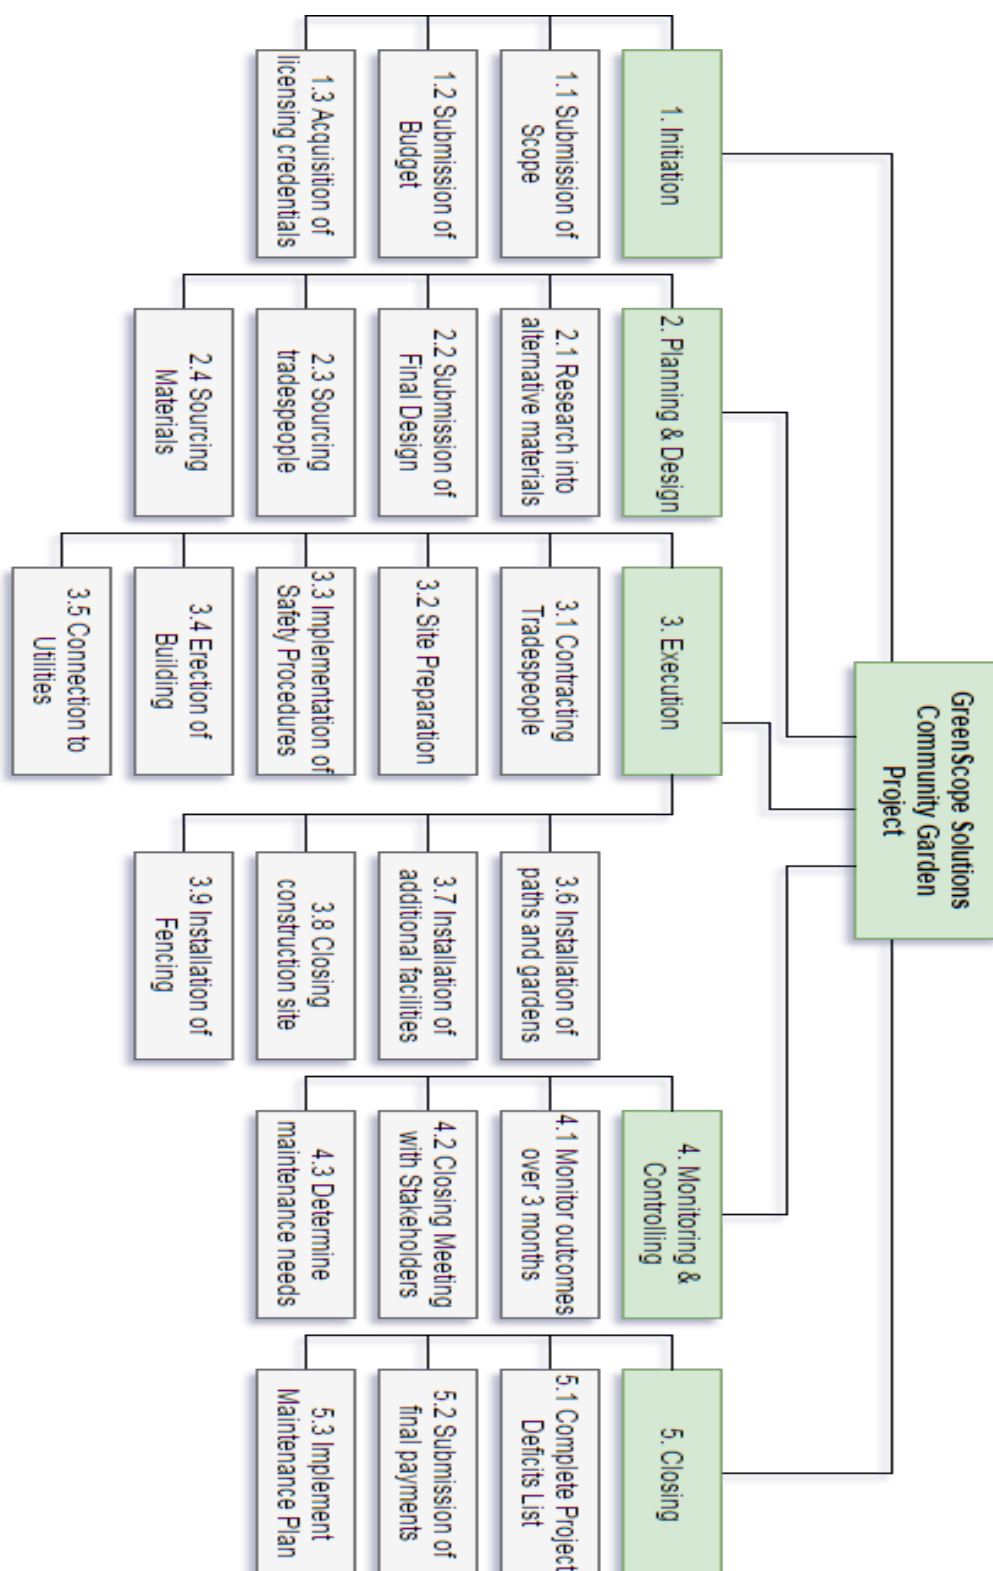 GreenScope Solutions
Community Garden
Project
1. Initiation
1.1 Submission of
Scope
1.2 Submission of
Budget
1.3 Acquisition of
licensing credentials
2. Planning & Design
2.1 Research into
alternative materials
2.2 Submission of
Final Design
2.3 Sourcing
tradespeople
2.4 Sourcing
Materials
3. Execution
3.1 Contracting
Tradespeople
3.2 Site Preparation
3.3 Implementation of
Safety Procedures
3.4 Erection of
Building
3.5 Connection to
Utilities
3.6 Installation of
paths and gardens
3.7 Installation of
additional facilities
3.8 Closing
construction site
3.9 Installation of
Fencing
4. Monitoring &
Controlling
4.1 Monitor outcomes
over 3 months
4.2 Closing Meeting
with Stakeholders
4.3 Determine
maintenance needs
5. Closing
5.1 Complete Project
Deficits List
5.2 Submission of
final payments
5.3 Implement
Maintenance Plan